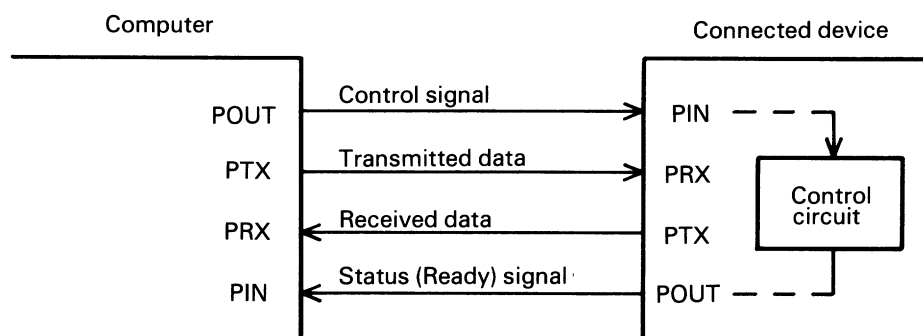 Computer
Connected device
POUT
Control signal
PIN
PTX
Transmitted data
PRX
Control
circuit
PRX
Received data
PTX
PIN
Status (Ready) signal
POUT